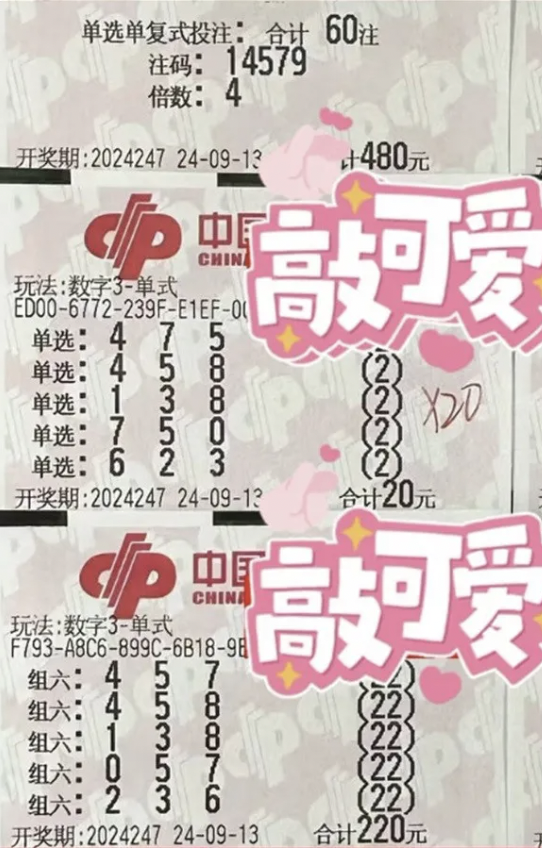 单选单复式投注: 合计 60注
注码: 14579
倍数: 4
开奖期:2024247 24-09-13
计480元
中国
CHINA
敲可爱
玩法:数字3-单式
ED00-6772-239F-E1EF-00
单选: 4 7 5
单选: 4 5 8 (2)
单选: 1 3 8 (2) X20
单选: 7 5 0 (2)
单选: 6 2 3 (2)
开奖期:2024247 24-09-13 合计20元
中国
CHINA
敲可爱
玩法:数字3-单式
F793-A8C6-899C-6B18-9E
组六: 4 5 7 (22)
组六: 4 5 8 (22)
组六: 1 3 8 (22)
组六: 0 5 7 (22)
组六: 2 3 6 (22)
开奖期:2024247 24-09-13 合计220元